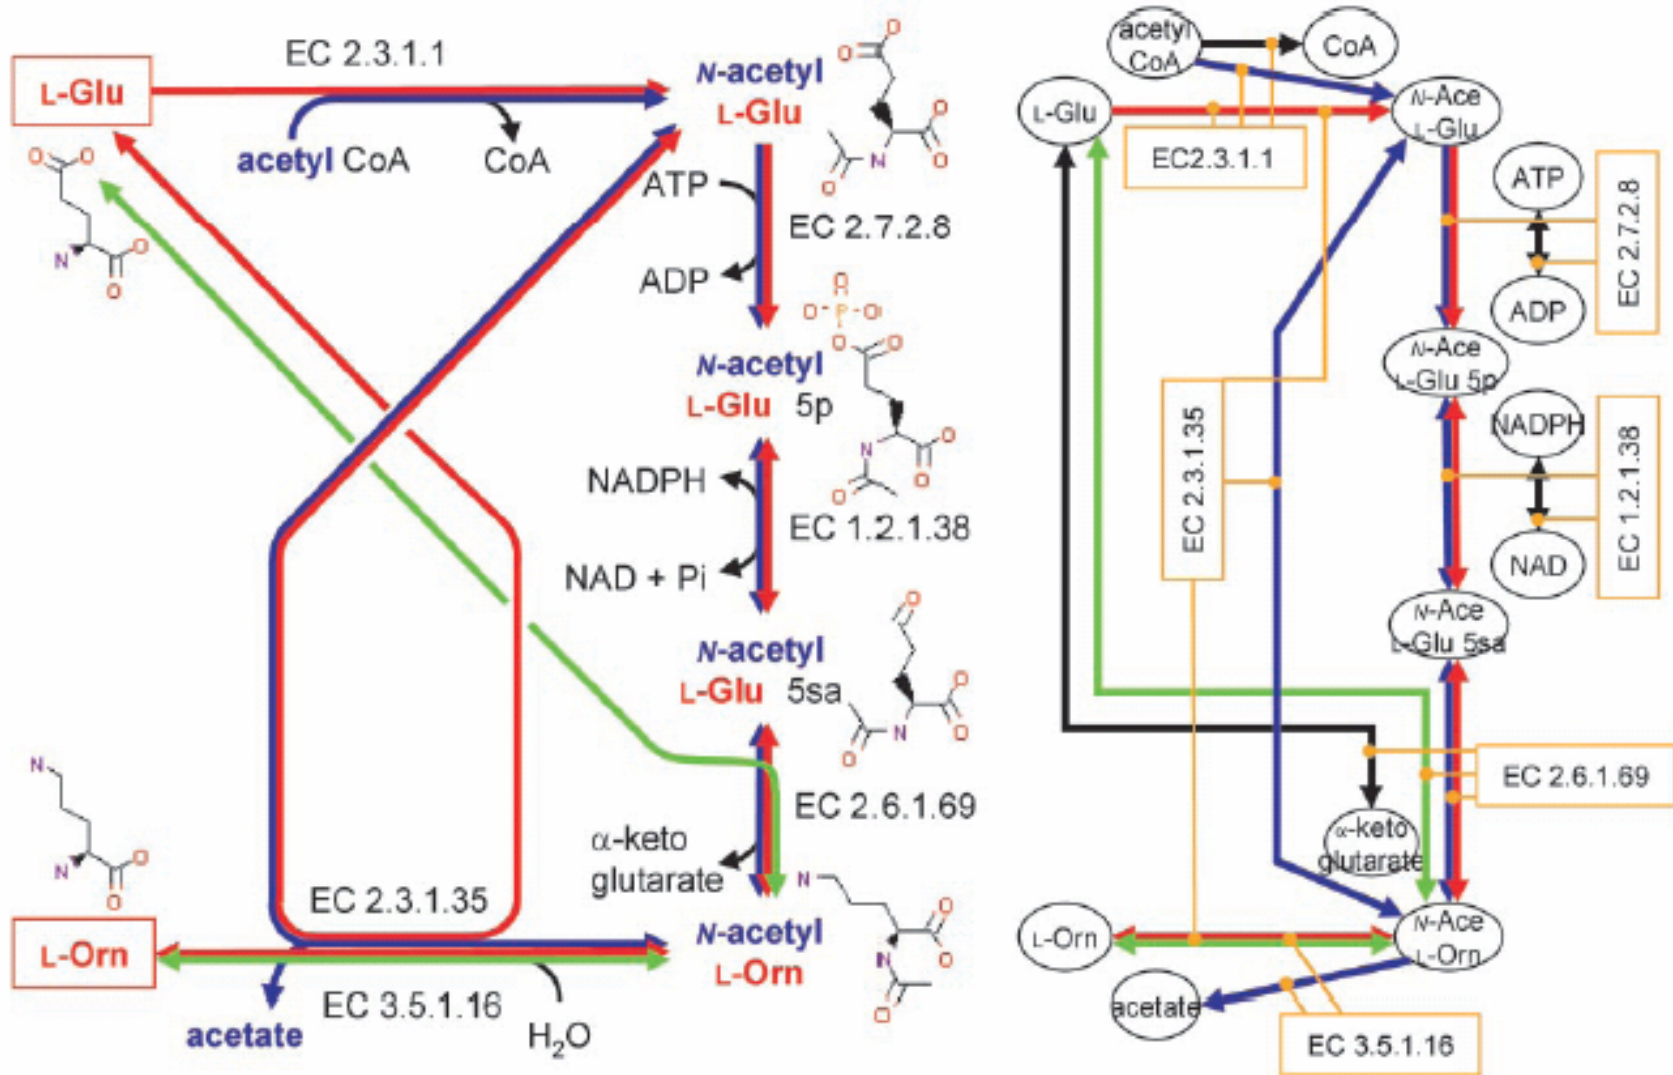 EC 2.3.1.1
L-Glu
acetyl CoA
CoA
N-acetyl
L-Glu
ATP
EC 2.7.2.8
ADP
N-acetyl
L-Glu 5p
NADPH
EC 1.2.1.38
NAD + Pi
N-acetyl
L-Glu 5sa
EC 2.6.1.69
α-keto
glutarate
EC 2.3.1.35
L-Orn
N-acetyl
L-Orn
EC 3.5.1.16
acetate
H2O
O
O
N
O
O
O
O
N
O
O
O
O
O
P
O
O
O
O
N
O
O
O
O
N
O
O
O
N
N
O
O
N
N
O
O
O
acetyl
CoA
CoA
L-Glu
N-Ace
L-Glu
EC2.3.1.1
ATP
EC 2.7.2.8
ADP
N-Ace
L-Glu 5p
EC 2.3.1.35
NADPH
EC 1.2.1.38
NAD
N-Ace
L-Glu 5sa
EC 2.6.1.69
α-keto
glutarate
L-Orn
N-Ace
L-Orn
acetate
EC 3.5.1.16